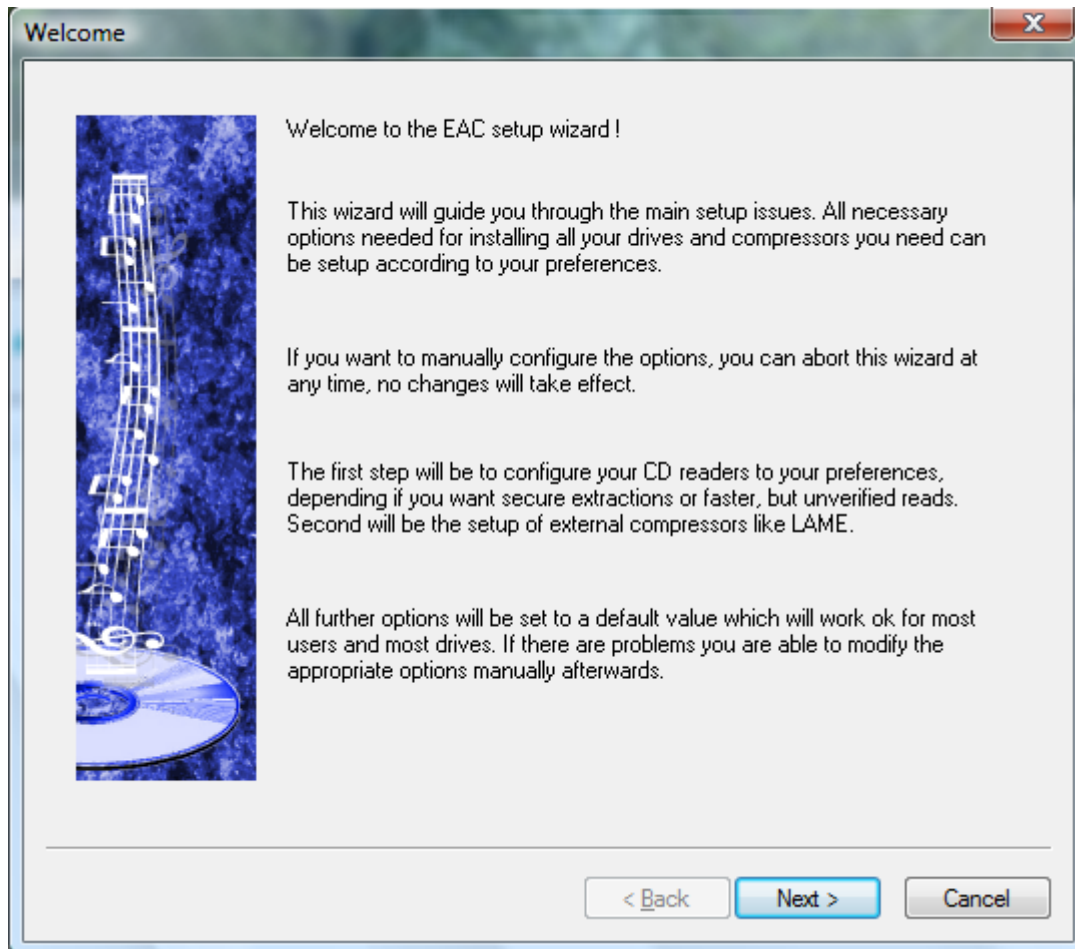 Welcome
Welcome to the EAC setup wizard !
This wizard will guide you through the main setup issues. All necessary
options needed for installing all your drives and compressors you need can
be setup according to your preferences.
If you want to manually configure the options, you can abort this wizard at
any time, no changes will take effect.
The first step will be to configure your CD readers to your preferences,
depending if you want secure extractions or faster, but unverified reads.
Second will be the setup of external compressors like LAME.
All further options will be set to a default value which will work ok for most
users and most drives. If there are problems you are able to modify the
appropriate options manually afterwards.
< Back Next > Cancel